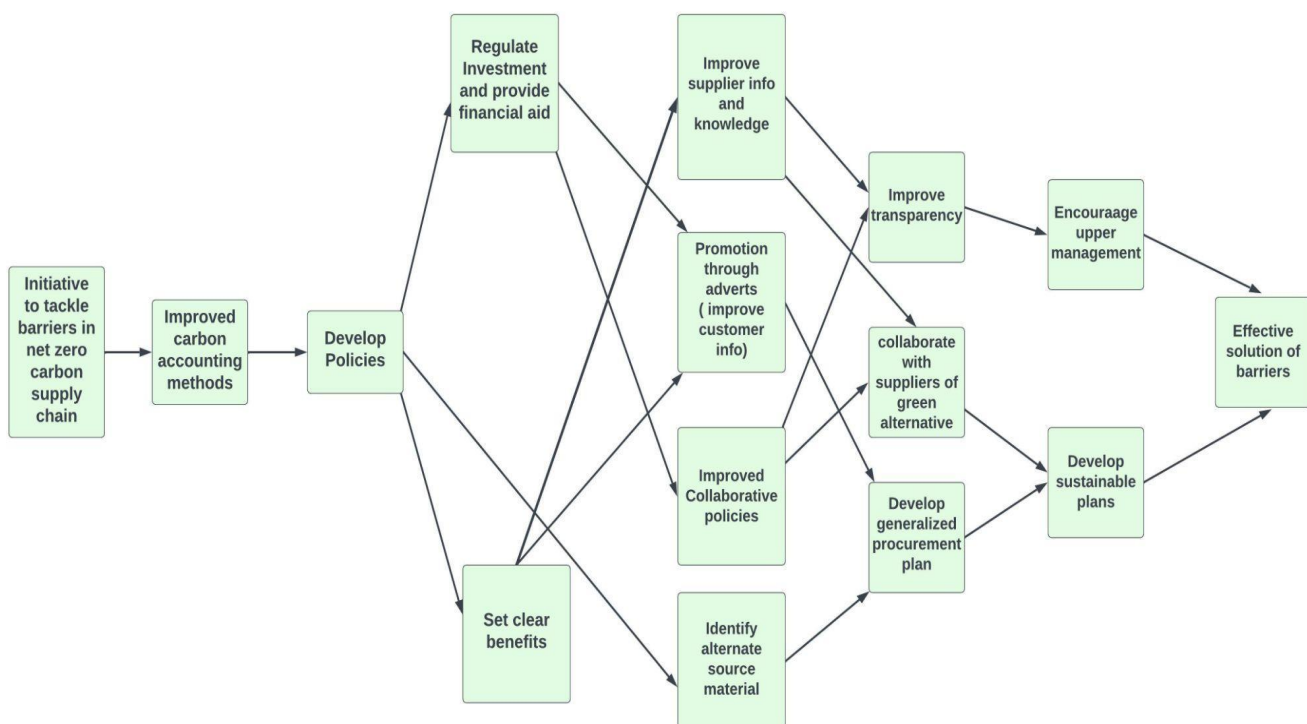 Initiative
to tackle
barriers in
net zero
carbon
supply
chain
Improved
carbon
accounting
methods
Develop
Policies
Regulate
Investment
and provide
financial aid
Set clear
benefits
Improve
supplier info
and
knowledge
Promotion
through
adverts
( improve
customer
info)
Improved
Collaborative
policies
Identify
alternate
source
material
Improve
transparency
collaborate
with
suppliers of
green
alternative
Develop
generalized
procurement
plan
Encouraage
upper
management
Develop
sustainable
plans
Effective
solution of
barriers